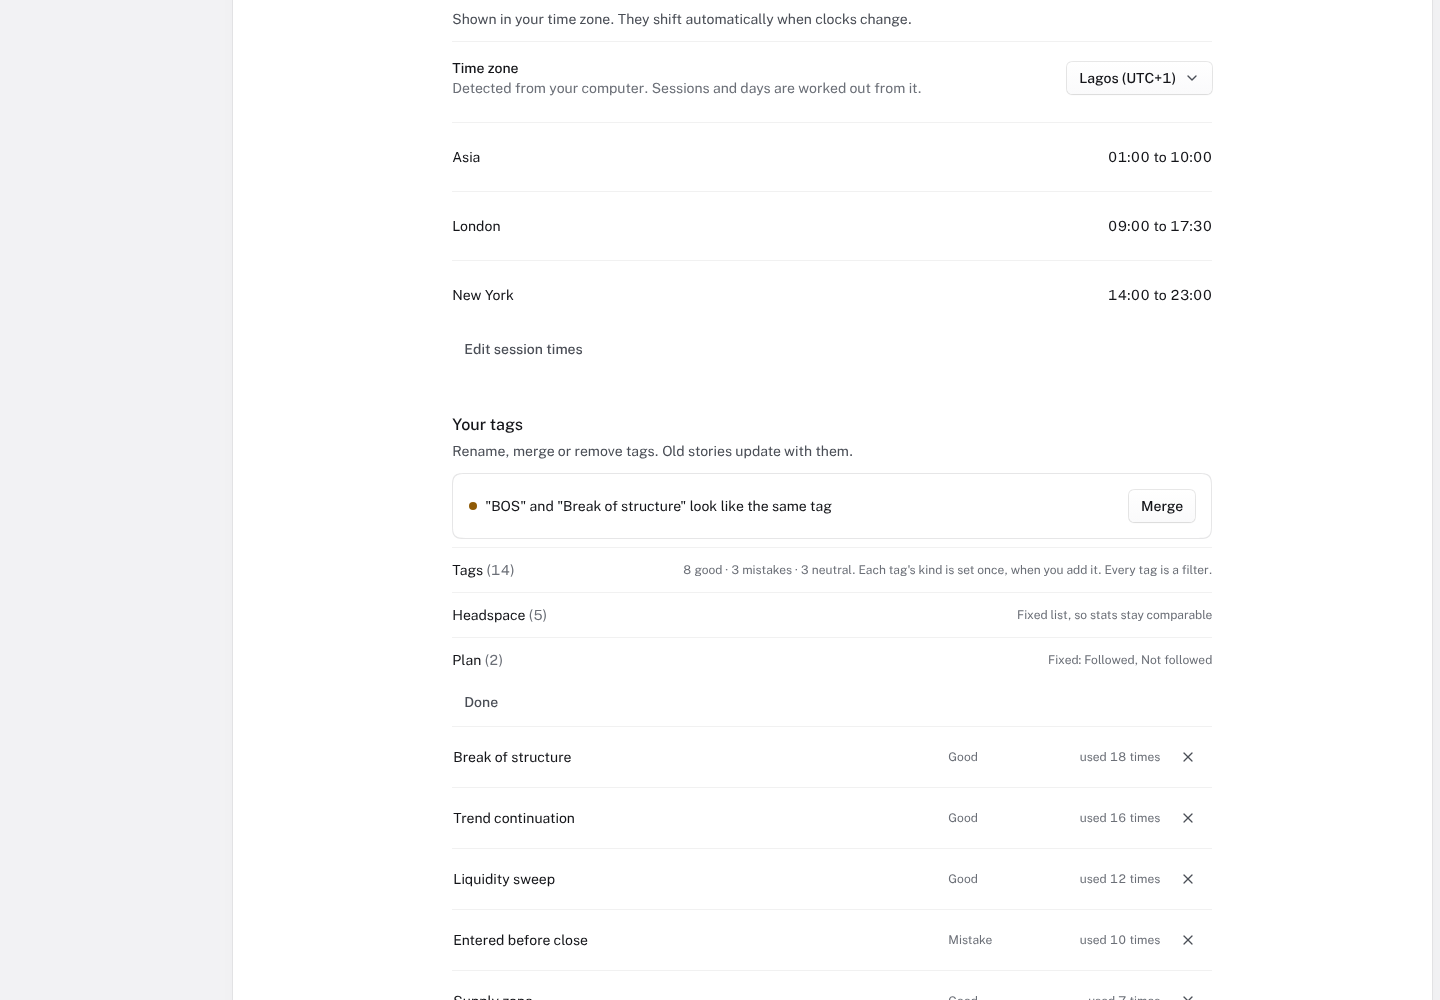 Shown in your time zone. They shift automatically when clocks change.
Time zone
Detected from your computer. Sessions and days are worked out from it.
Lagos (UTC+1)
Asia
01:00 to 10:00
London
09:00 to 17:30
New York
14:00 to 23:00
Edit session times
Your tags
Rename, merge or remove tags. Old stories update with them.
"BOS" and "Break of structure" look like the same tag
Merge
Tags (14)
8 good · 3 mistakes · 3 neutral. Each tag's kind is set once, when you add it. Every tag is a filter.
Headspace (5)
Fixed list, so stats stay comparable
Plan (2)
Fixed: Followed, Not followed
Done
Break of structure
Good
used 18 times
Trend continuation
Good
used 16 times
Liquidity sweep
Good
used 12 times
Entered before close
Mistake
used 10 times